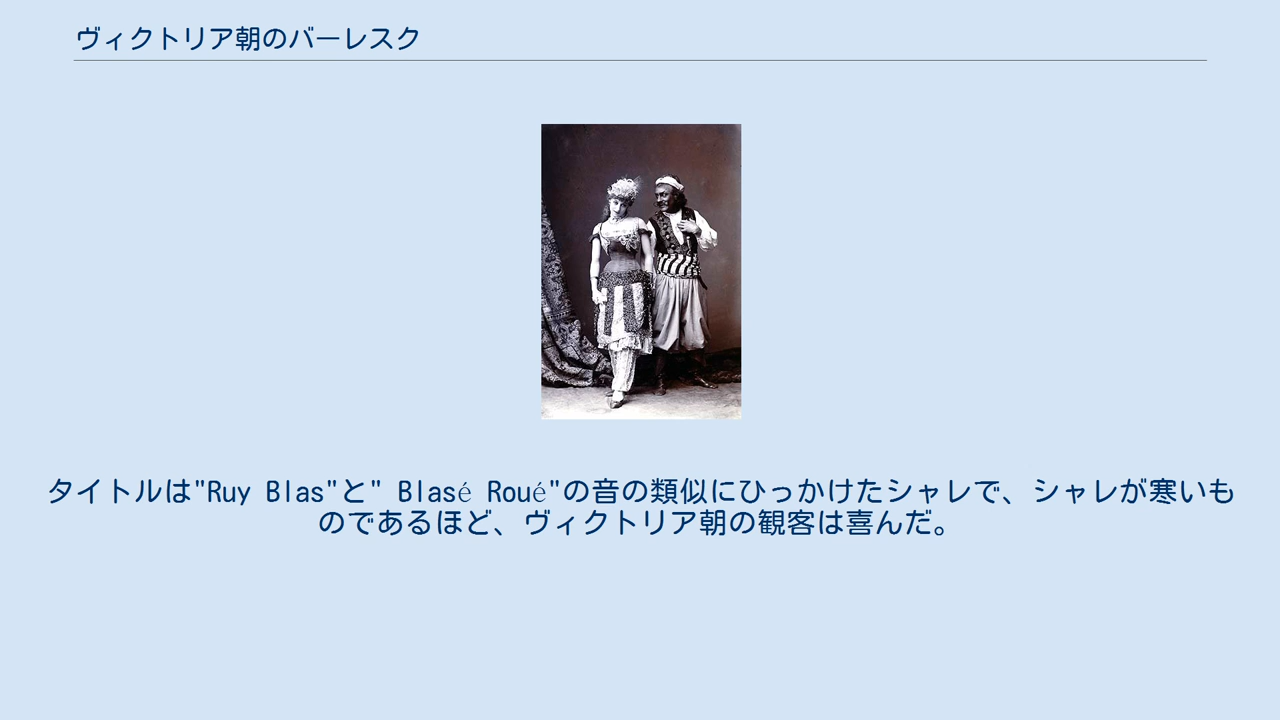 ヴィクトリア朝のバーレスク
タイトルは"Ruy Blas"と" Blasé Roué"の音の類似にひっかけたシャレで、シャレが寒いも
のであるほど、ヴィクトリア朝の観客は喜んだ。